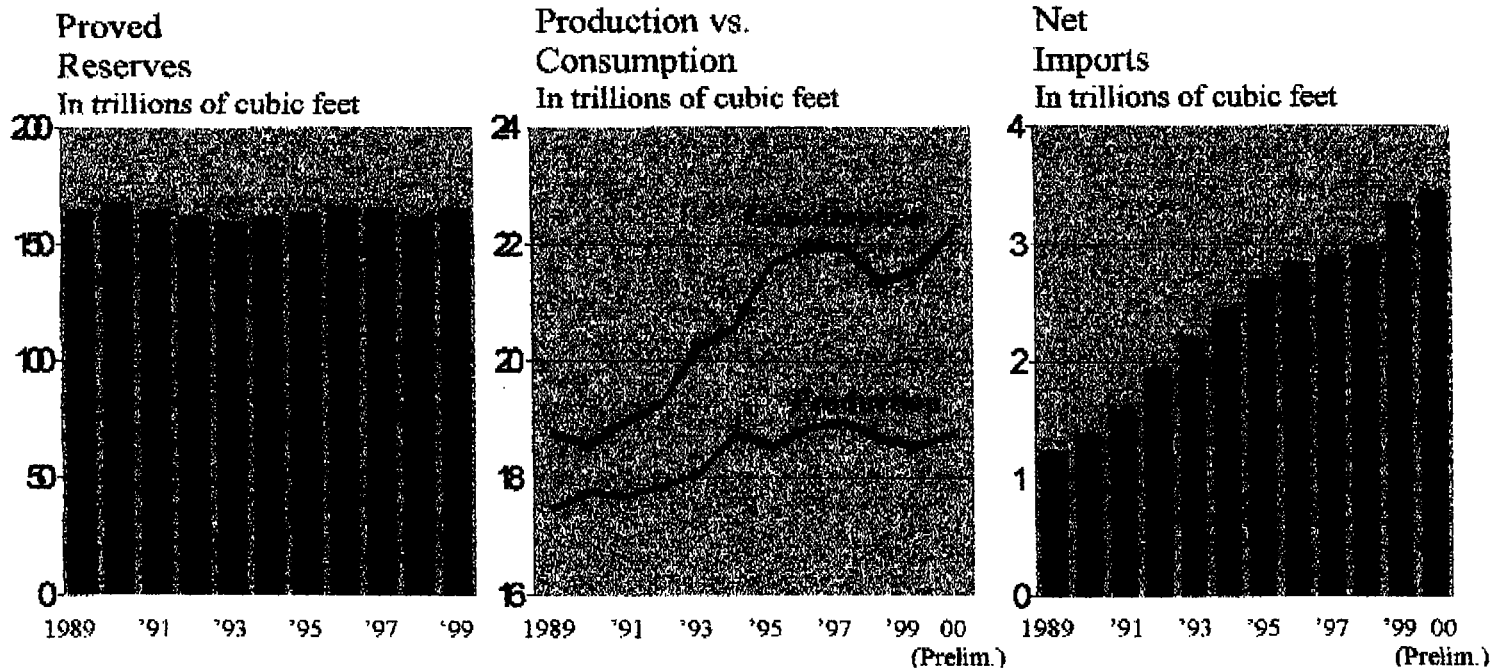 Proved
Reserves
In trillions of cubic feet
200
150
100
50
0
1989 '91 '93 '95 '97 '99
Production vs.
Consumption
In trillions of cubic feet
24
22
20
18
16
Consumption
Production
1989 '91 '93 '95 '97 '99 00
(Prelim.)
Net
Imports
In trillions of cubic feet
4
3
2
1
0
1989 '91 '93 '95 '97 '99 00
(Prelim.)